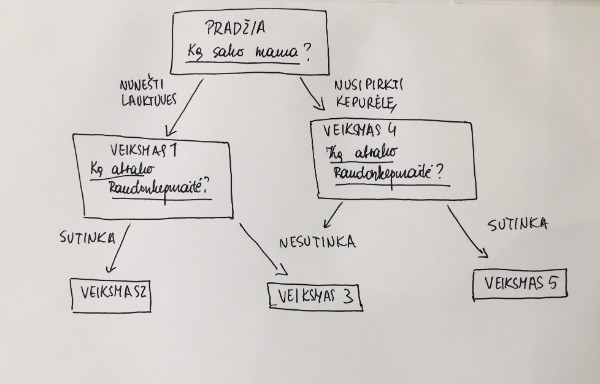 PRADŽIA
Ką sako mama?
NUNEŠTI
LAUKTUVES
NUSIPIRKTI
KEPURĖLĘ
VEIKSMAS 1
Ką atsako
Raudonkepuraitė?
VEIKSMAS 4
Ką atsako
Raudonkepuraitė?
SUTINKA
NESUTINKA
SUTINKA
VEIKSMAS 2
VEIKSMAS 3
VEIKSMAS 5